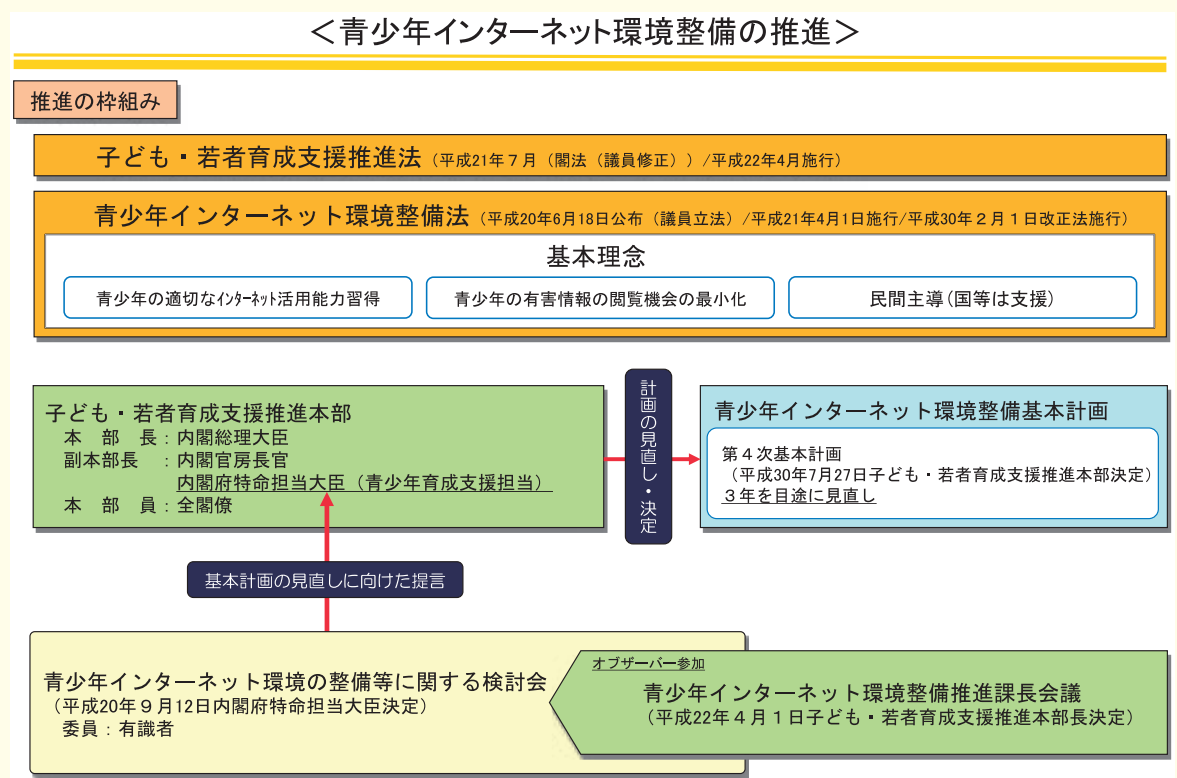 ＜青少年インターネット環境整備の推進＞
推進の枠組み
子ども・若者育成支援推進法（平成21年７月（閣法（議員修正））/平成22年4月施行）
青少年インターネット環境整備法（平成20年6月18日公布（議員立法）/平成21年4月1日施行/平成30年２月１日改正法施行）
基本理念
青少年の適切なｲﾝﾀｰﾈｯﾄ活用能力習得
青少年の有害情報の閲覧機会の最小化
民間主導(国等は支援)
子ども・若者育成支援推進本部
本　部　長：内閣総理大臣
副本部長　：内閣官房長官
内閣府特命担当大臣（青少年育成支援担当）
本　部　員：全閣僚
計画の見直し・決定
青少年インターネット環境整備基本計画
第４次基本計画
（平成30年7月27日子ども・若者育成支援推進本部決定）
３年を目途に見直し
基本計画の見直しに向けた提言
青少年インターネット環境の整備等に関する検討会
（平成20年９月12日内閣府特命担当大臣決定）
委員：有識者
オブザーバー参加
青少年インターネット環境整備推進課長会議
（平成22年４月１日子ども・若者育成支援推進本部長決定）